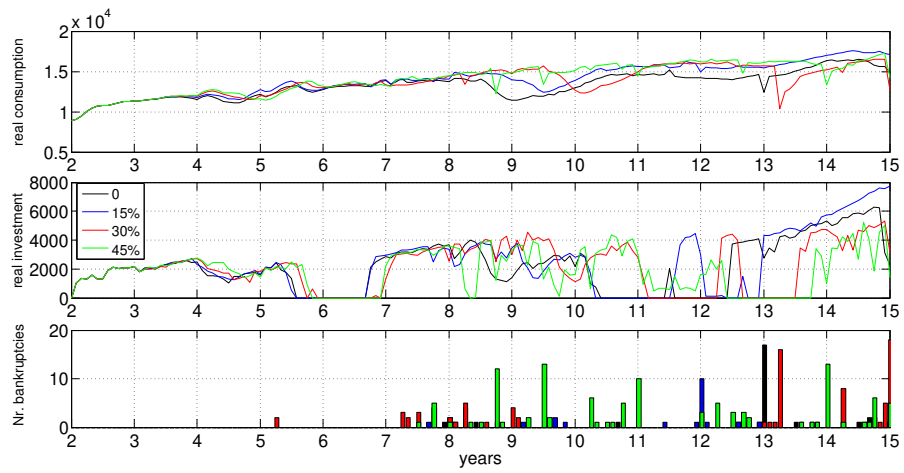 2 x 10^4
real consumption
1.5
1
0.5
2 3 4 5 6 7 8 9 10 11 12 13 14 15
real investment
8000
6000
4000
2000
0
0
15%
30%
45%
2 3 4 5 6 7 8 9 10 11 12 13 14 15
Nr. bankruptcies
20
10
0
2 3 4 5 6 7 8 9 10 11 12 13 14 15
years